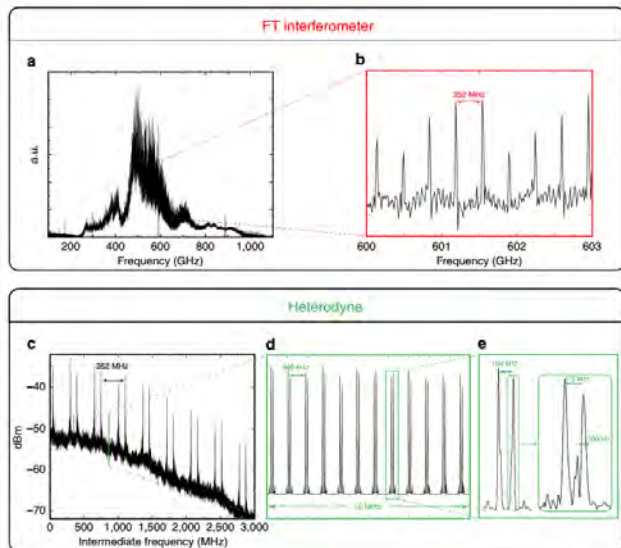 FT interferometer
a
b
a.u.
352 MHz
200 400 600 800 1,000
Frequency (GHz)
600 601 602 603
Frequency (GHz)
Heterodyne
c
d
e
dBm
352 MHz
−40
−50
−60
−70
0 500 1,000 1,500 2,000 2,500 3,000
Intermediate frequency (MHz)
10 MHz